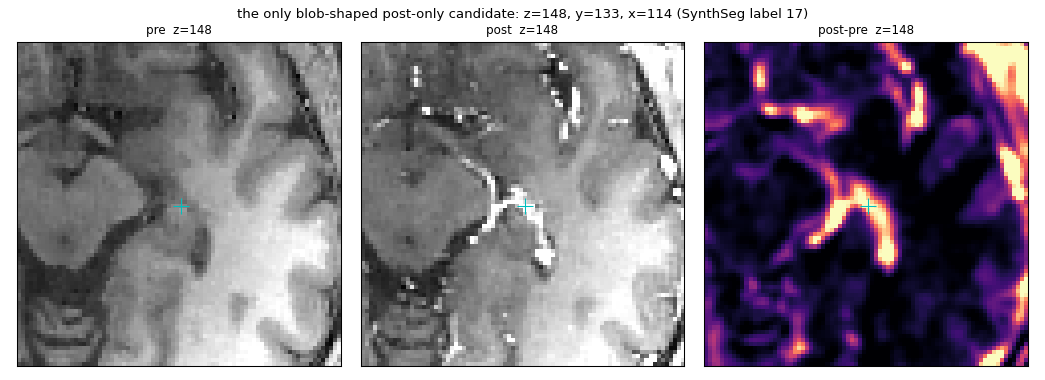 the only blob-shaped post-only candidate: z=148, y=133, x=114 (SynthSeg label 17)
pre  z=148
post  z=148
post-pre  z=148